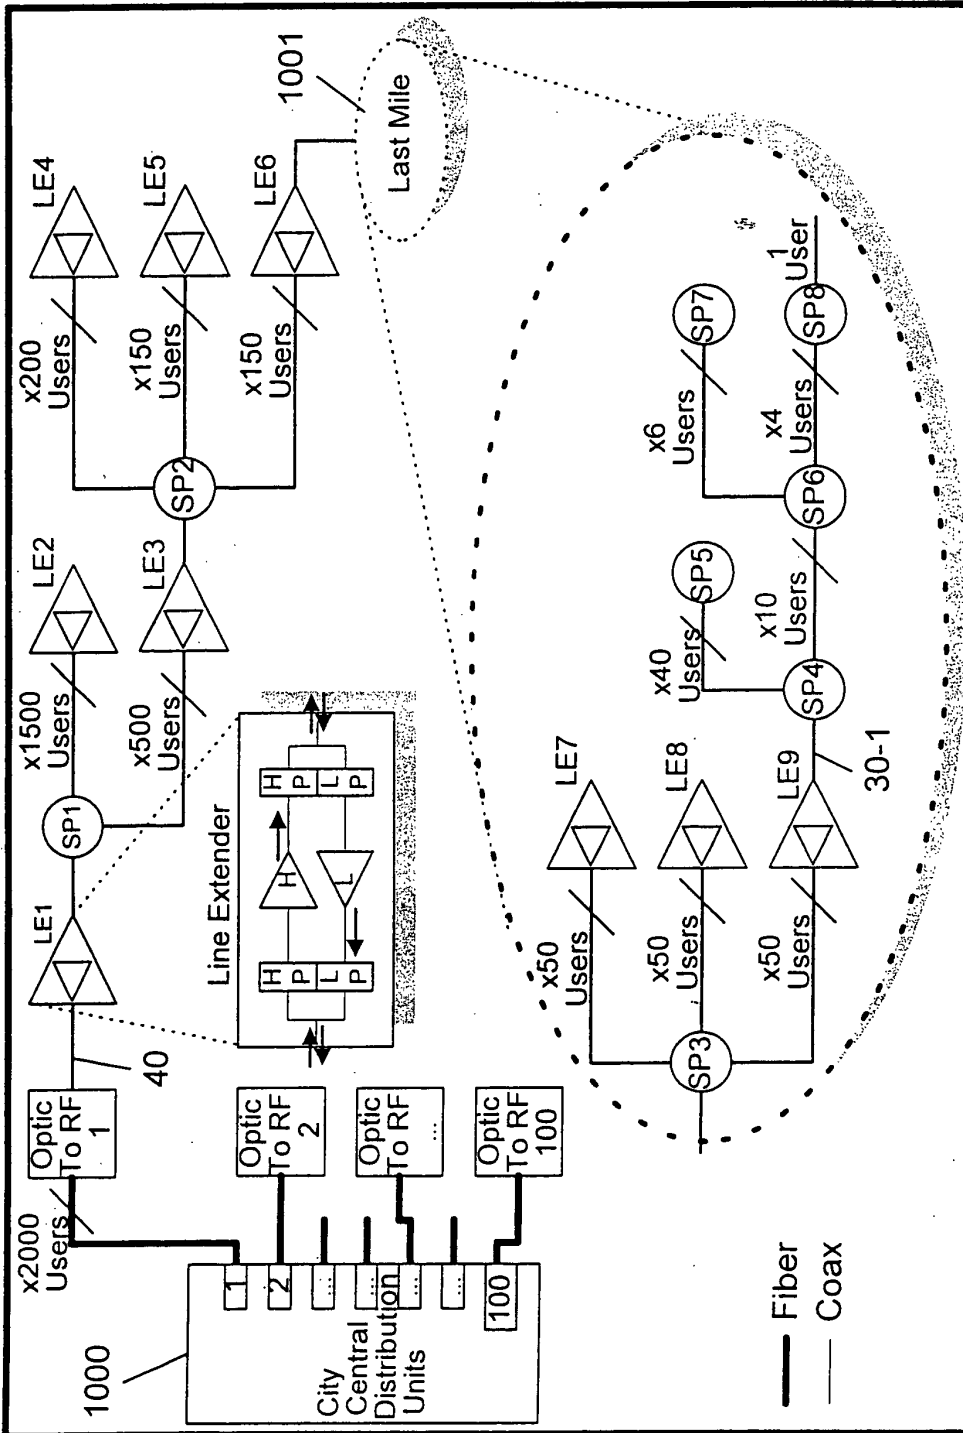 1000
City
Central
Distribution
Units
1
2
...
...
...
...
100
x2000
Users
Optic
To RF
1
Optic
To RF
2
Optic
To RF
...
Optic
To RF
100
40
LE1
SP1
x1500
Users
LE2
x500
Users
LE3
SP2
x200
Users
LE4
x150
Users
LE5
x150
Users
LE6
1001
Last Mile
Line Extender
H
P
L
P
H
L
H
P
L
P
SP3
x50
Users
LE7
x50
Users
LE8
x50
Users
LE9
30-1
SP4
x40
Users
SP5
x10
Users
SP6
x6
Users
SP7
x4
Users
SP8
1
User
Fiber
Coax